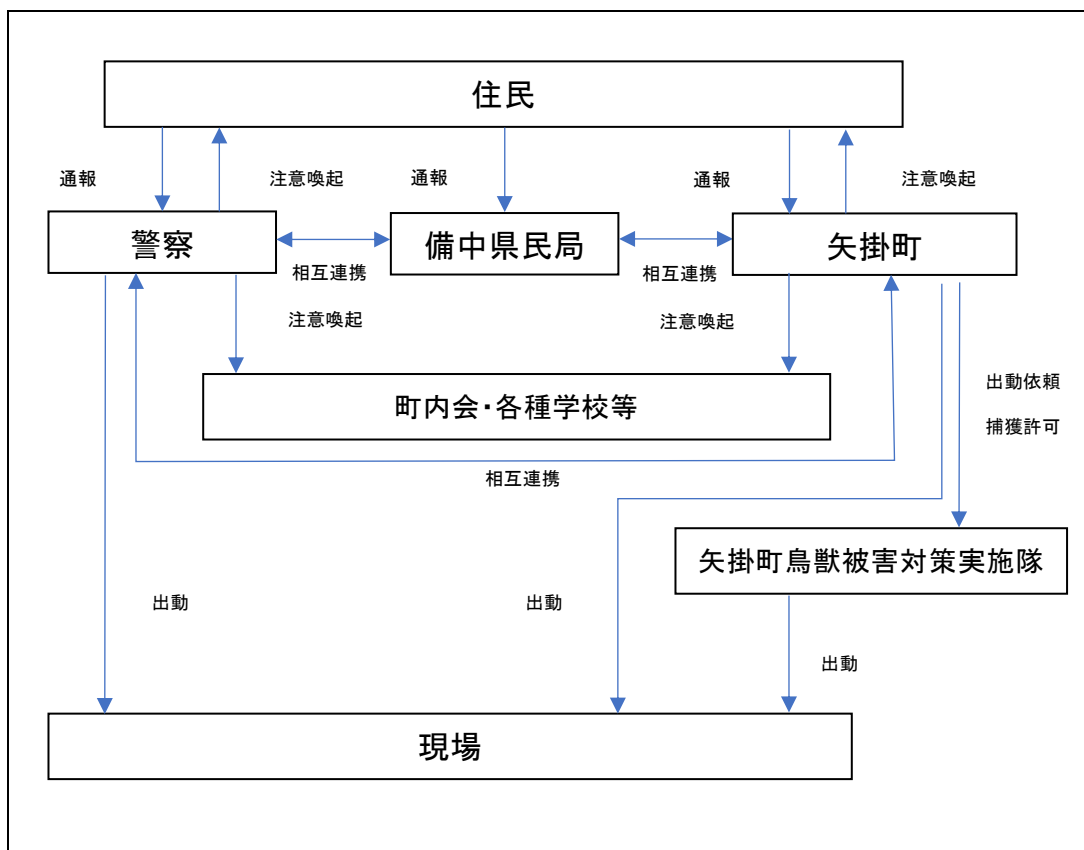 住民
通報
注意喚起
通報
通報
注意喚起
警察
備中県民局
矢掛町
相互連携
相互連携
注意喚起
注意喚起
町内会・各種学校等
出動依頼
捕獲許可
相互連携
矢掛町鳥獣被害対策実施隊
出動
出動
出動
現場